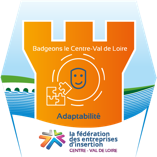 Badgeons le Centre-Val de Loire
Adaptabilité
la fédération
des entreprises
d'insertion
CENTRE - VAL DE LOIRE